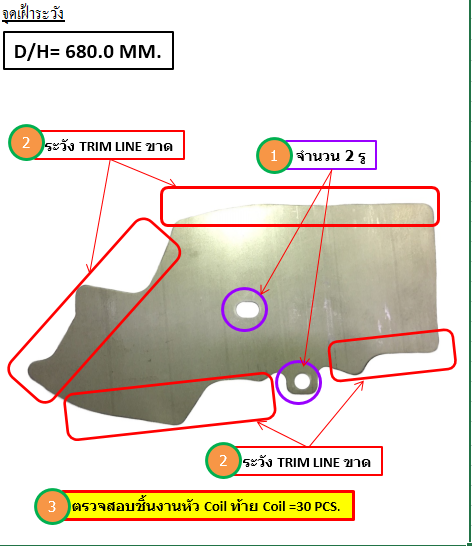 จุดเฝ้าระวัง
D/H= 680.0 MM.
2 ระวัง TRIM LINE ขาด
1 จำนวน 2 รู
2 ระวัง TRIM LINE ขาด
3 ตรวจสอบชิ้นงานหัว Coil ท้าย Coil =30 PCS.